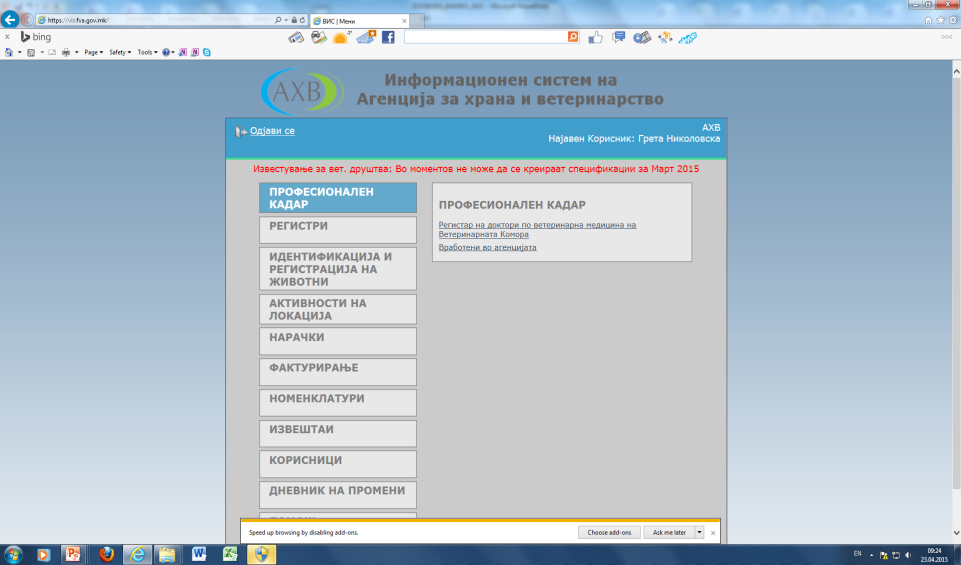 https://vis.fva.gov.mk/
ВИС | Мени
bing
Page
Safety
Tools
АХВ
Информационен систем на
Агенција за храна и ветеринарство
Одјави се
АХВ
Најавен Корисник: Грета Николовска
Известување за вет. друштва: Во моментов не може да се креираат спецификации за Март 2015
ПРОФЕСИОНАЛЕН
КАДАР
РЕГИСТРИ
ИДЕНТИФИКАЦИЈА И
РЕГИСТРАЦИЈА НА
ЖИВОТНИ
АКТИВНОСТИ НА
ЛОКАЦИЈА
НАРАЧКИ
ФАКТУРИРАЊЕ
НОМЕНКЛАТУРИ
ИЗВЕШТАИ
КОРИСНИЦИ
ДНЕВНИК НА ПРОМЕНИ
ПРОФЕСИОНАЛЕН КАДАР
Регистар на доктори по ветеринарна медицина на
Ветеринарната Комора
Вработени во агенцијата
Speed up browsing by disabling add-ons.
Choose add-ons
Ask me later
EN
09:24
23.04.2015